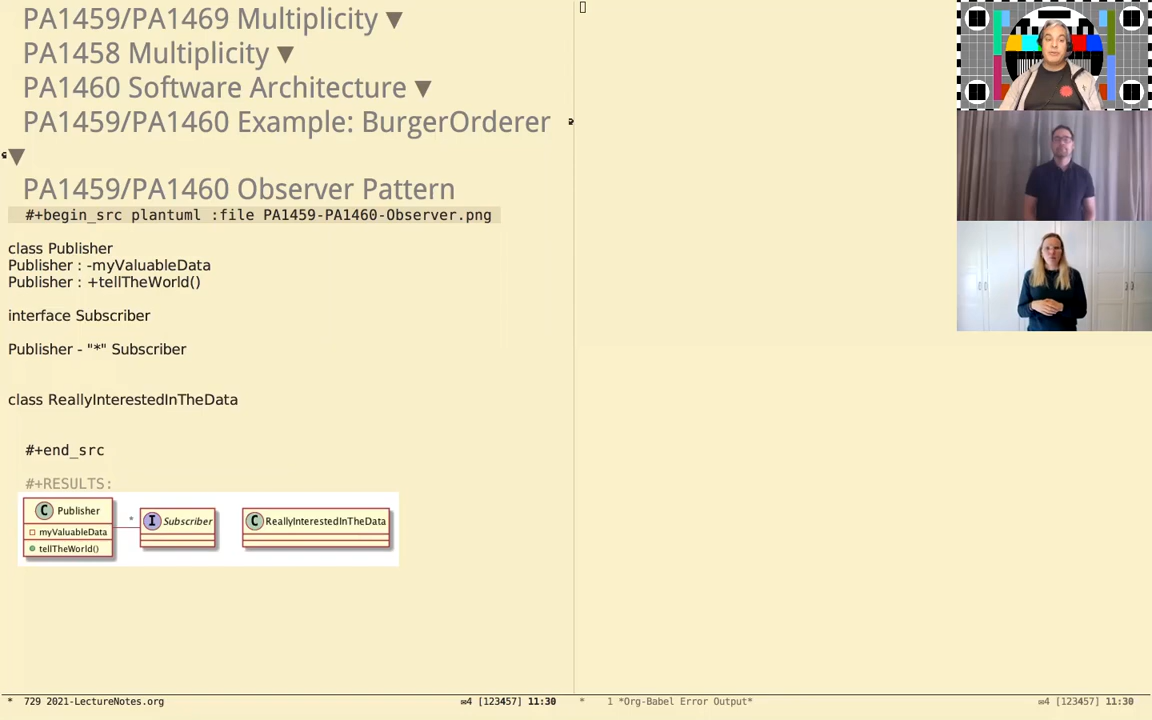 PA1459/PA1469 Multiplicity ▼
PA1458 Multiplicity ▼
PA1460 Software Architecture ▼
PA1459/PA1460 Example: BurgerOrderer
▼
PA1459/PA1460 Observer Pattern
#+begin_src plantuml :file PA1459-PA1460-Observer.png
class Publisher
Publisher : -myValuableData
Publisher : +tellTheWorld()
interface Subscriber
Publisher - "*" Subscriber
class ReallyInterestedInTheData
#+end_src
#+RESULTS:
C Publisher
myValuableData
tellTheWorld()
*
I Subscriber
C ReallyInterestedInTheData
* 729 2021-LectureNotes.org ✉4 [123457] 11:30
* 1 *Org-Babel Error Output* ✉4 [123457] 11:30